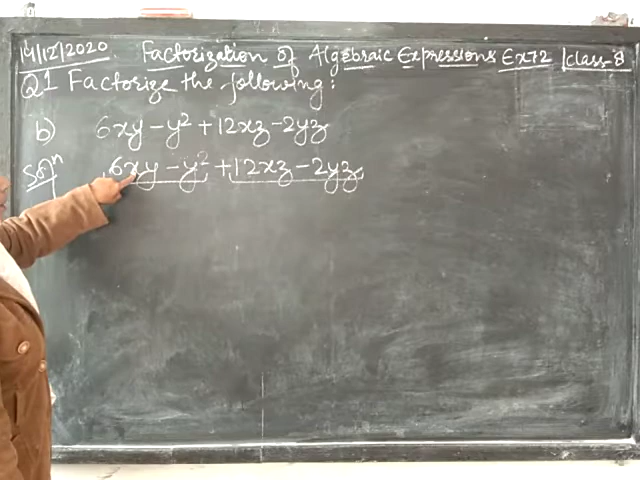 14/12/2020. Factorization of Algebraic Expressions Ex 7.2 | class-8
Q1 Factorize the following:
b) 6xy - y² + 12xz - 2yz
Solⁿ 6xy - y² + 12xz - 2yz